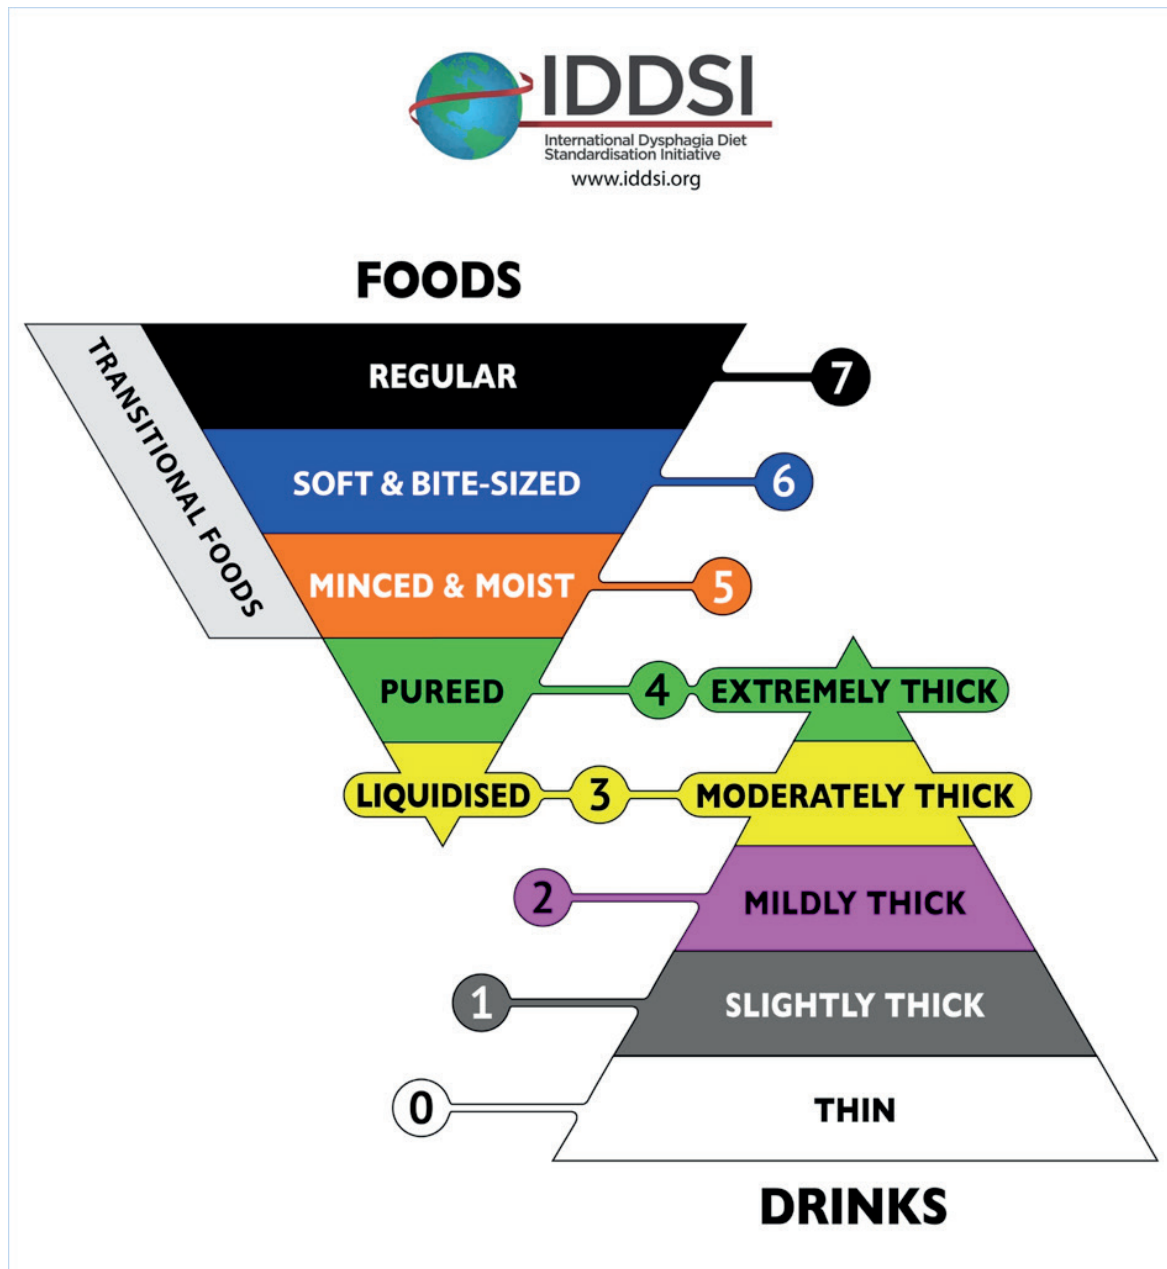 IDDSI
International Dysphagia Diet
Standardisation Initiative
www.iddsi.org
FOODS
TRANSITIONAL FOODS
REGULAR
7
SOFT & BITE-SIZED
6
MINCED & MOIST
5
PUREED
4
EXTREMELY THICK
LIQUIDISED
3
MODERATELY THICK
2
MILDLY THICK
1
SLIGHTLY THICK
0
THIN
DRINKS